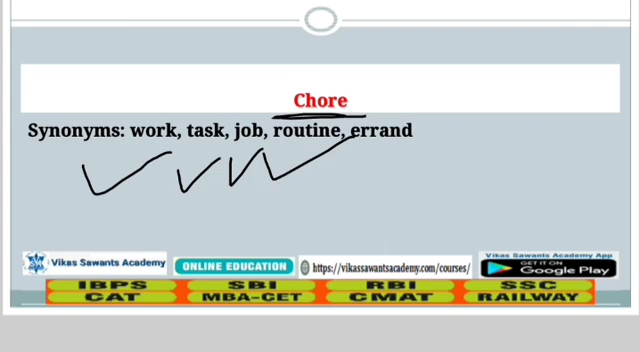 Chore
Synonyms: work, task, job, routine, errand
Vikas Sawants Academy
ONLINE EDUCATION
https://vikassawantsacademy.com/courses/
Vikas Sawants Academy App
GET IT ON
Google Play
IBPS SBI RBI SSC
CAT MBA-CET CMAT RAILWAY